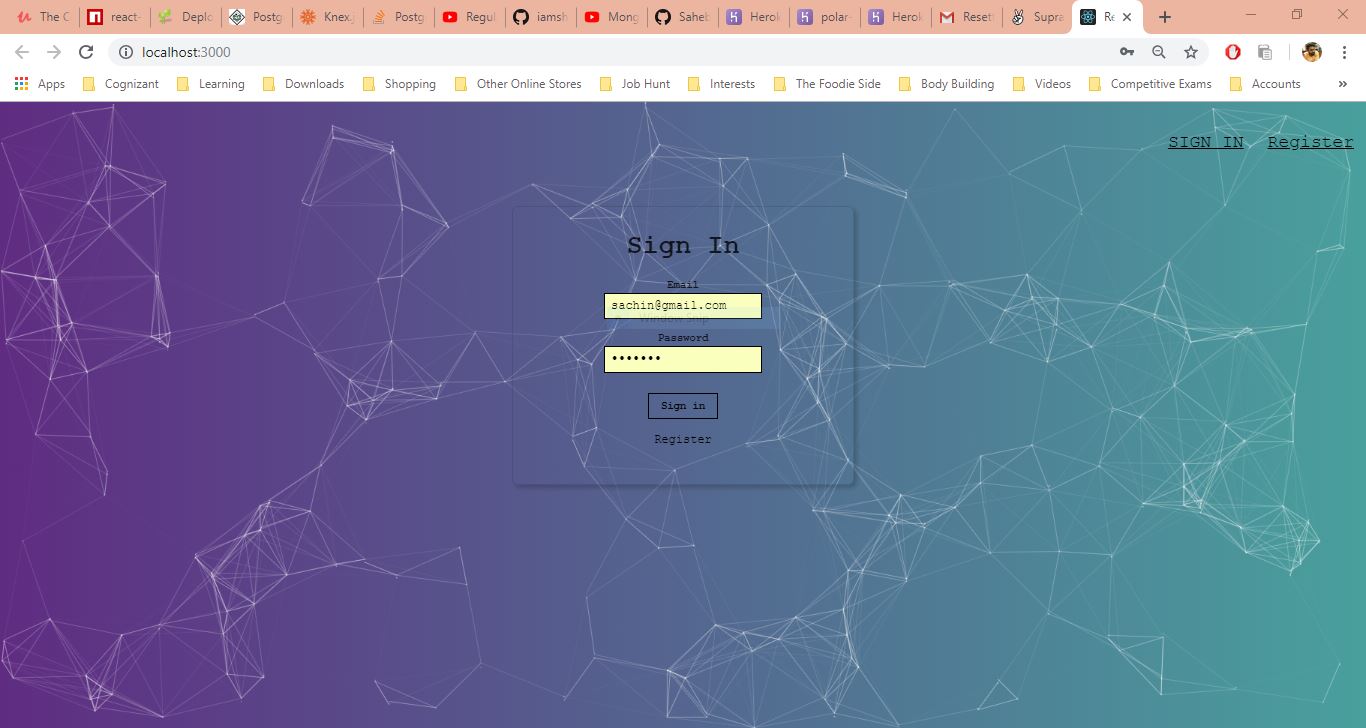 The C react- Deplo Postg Knex.j Postg Regul iamsh Mong Saheb Herok polar- Herok Reset Supra Re
localhost:3000
Apps Cognizant Learning Downloads Shopping Other Online Stores Job Hunt Interests The Foodie Side Body Building Videos Competitive Exams Accounts »
SIGN IN Register
Sign In
Email
sachin@gmail.com
Window Snip
Password
•••••••
Sign in
Register